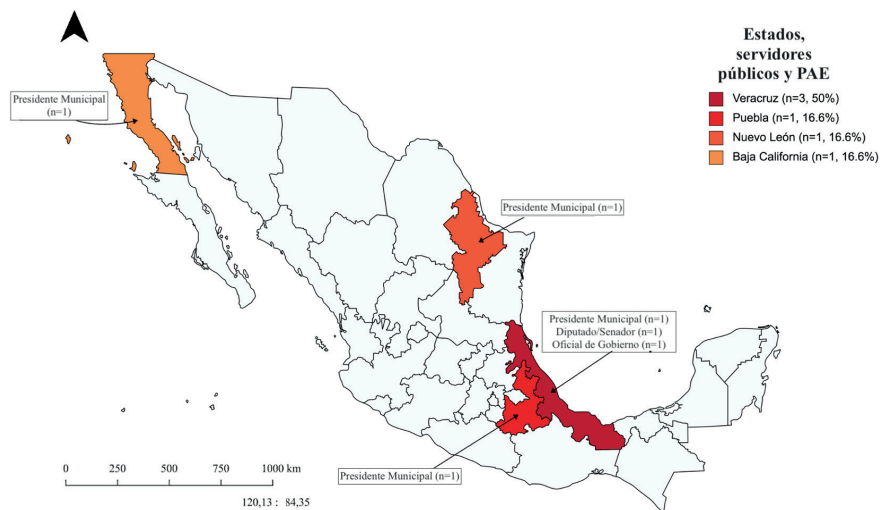 Estados,
servidores
públicos y PAE
Veracruz (n=3, 50%)
Puebla (n=1, 16.6%)
Nuevo León (n=1, 16.6%)
Baja California (n=1, 16.6%)
Presidente Municipal
(n=1)
Presidente Municipal (n=1)
Presidente Municipal (n=1)
Diputado/Senador (n=1)
Oficial de Gobierno (n=1)
Presidente Municipal (n=1)
0 250 500 750 1000 km
120,13 : 84,35